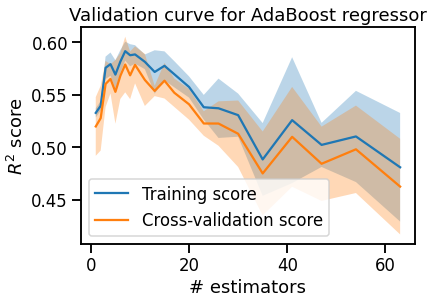 Validation curve for AdaBoost regressor
0.60
0.55
0.50
0.45
R² score
Training score
Cross-validation score
0 20 40 60
# estimators